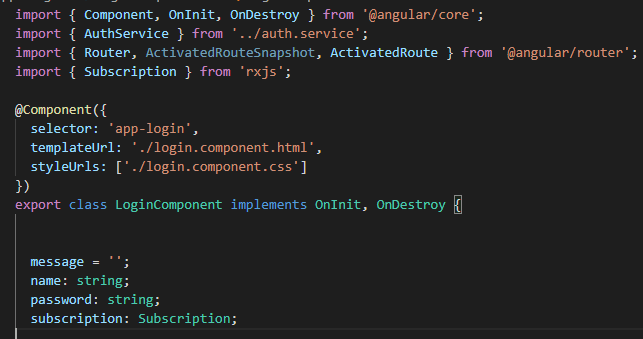 import { Component, OnInit, OnDestroy } from '@angular/core';
import { AuthService } from '../auth.service';
import { Router, ActivatedRouteSnapshot, ActivatedRoute } from '@angular/router';
import { Subscription } from 'rxjs';

@Component({
  selector: 'app-login',
  templateUrl: './login.component.html',
  styleUrls: ['./login.component.css']
})
export class LoginComponent implements OnInit, OnDestroy {

  message = '';
  name: string;
  password: string;
  subscription: Subscription;